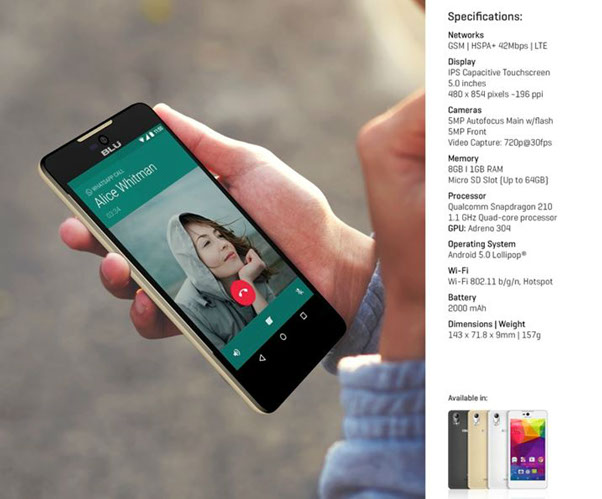 BLU
11:55
WHATSAPP CALL
Alice Whitman
03:14
Specifications:
Networks
GSM | HSPA+ 42Mbps | LTE
Display
IPS Capacitive Touchscreen
5.0 inches
480 x 854 pixels ~196 ppi
Cameras
5MP Autofocus Main w/flash
5MP Front
Video Capture: 720p@30fps
Memory
8GB I 1GB RAM
Micro SD Slot (Up to 64GB)
Processor
Qualcomm Snapdragon 210
1.1 GHz Quad-core processor
GPU: Adreno 304
Operating System
Android 5.0 Lollipop®
Wi-Fi
Wi-Fi 802.11 b/g/n, Hotspot
Battery
2000 mAh
Dimensions | Weight
143 x 71.8 x 9mm | 157g
Available in: